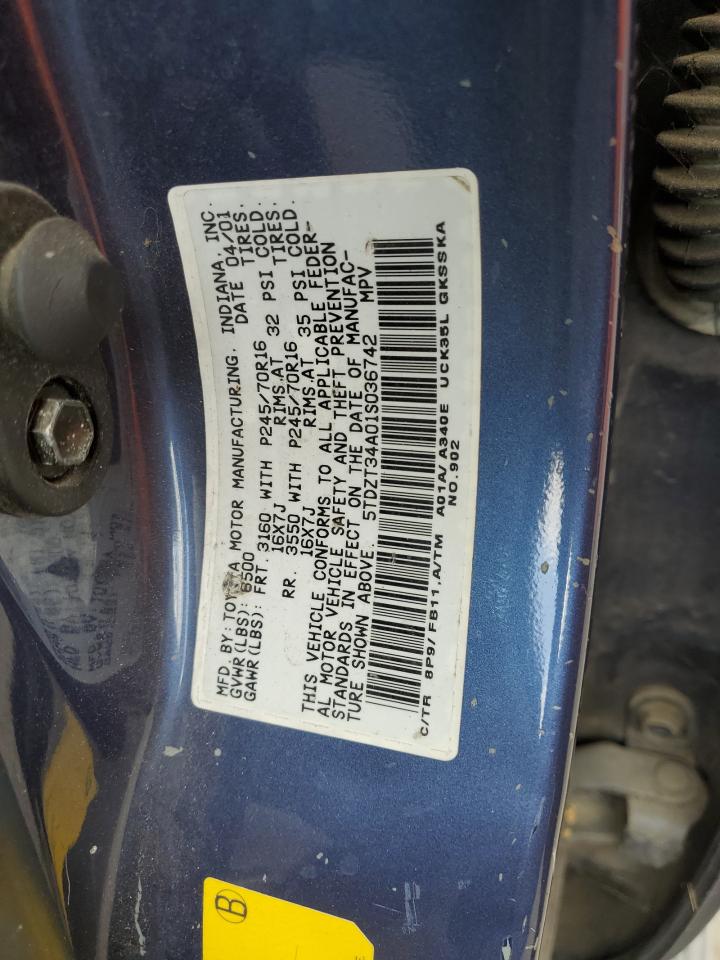 MFD BY: TOYOTA MOTOR MANUFACTURING, INDIANA, INC.
GVWR(LBS): 6500 DATE 04/01
GAWR(LBS): FRT. 3160 WITH P245/70R16 TIRES.
16X7J RIMS.AT 32 PSI COLD.
RR. 3550 WITH P245/70R16 TIRES.
16X7J RIMS.AT 35 PSI COLD.
THIS VEHICLE CONFORMS TO ALL APPLICABLE FEDER-
AL MOTOR VEHICLE SAFETY AND THEFT PREVENTION
STANDARDS IN EFFECT ON THE DATE OF MANUFAC-
TURE SHOWN ABOVE. 5TDZT34A01S036742 MPV
C/TR 8P9/FB11.A/TM A01A/A340E UCK35L GKSSKA
NO.902
B